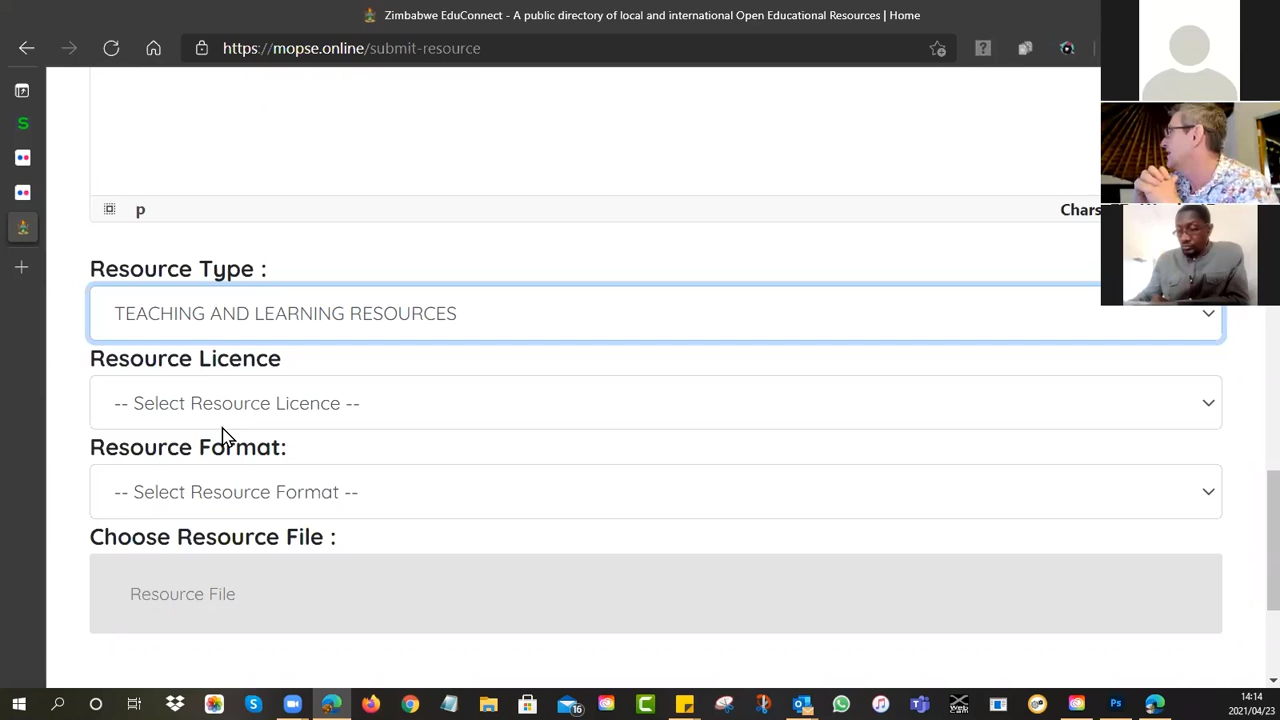 Zimbabwe EduConnect - A public directory of local and international Open Educational Resources | Home
https://mopse.online/submit-resource
S
p
Chars
Resource Type :
TEACHING AND LEARNING RESOURCES
Resource Licence
-- Select Resource Licence --
Resource Format:
-- Select Resource Format --
Choose Resource File :
Resource File
16
Ps
14:14
2021/04/23